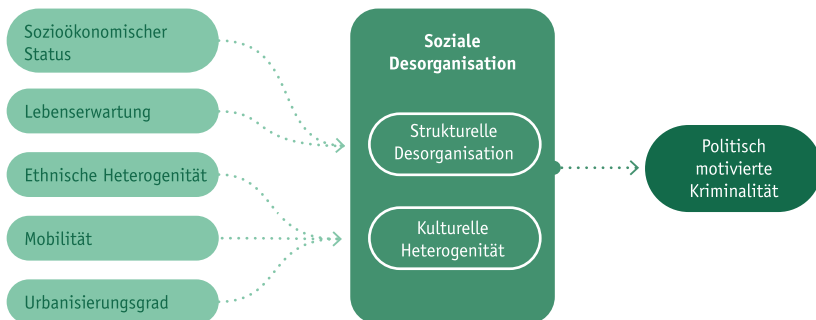 Sozioökonomischer
Status
Lebenserwartung
Ethnische Heterogenität
Mobilität
Urbanisierungsgrad
Soziale
Desorganisation
Strukturelle
Desorganisation
Kulturelle
Heterogenität
Politisch
motivierte
Kriminalität